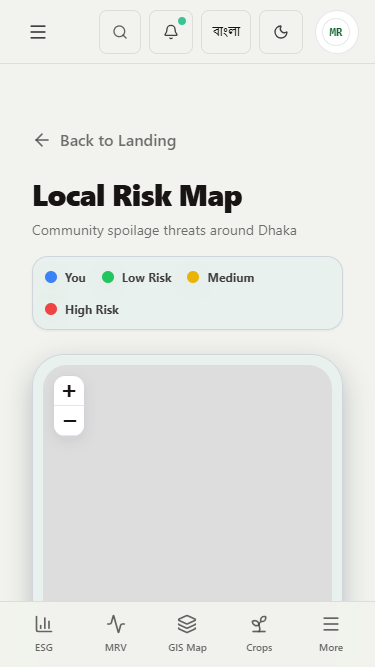 বাংলা
MR
Back to Landing
Local Risk Map
Community spoilage threats around Dhaka
You Low Risk Medium
High Risk
+
−
ESG MRV GIS Map Crops More